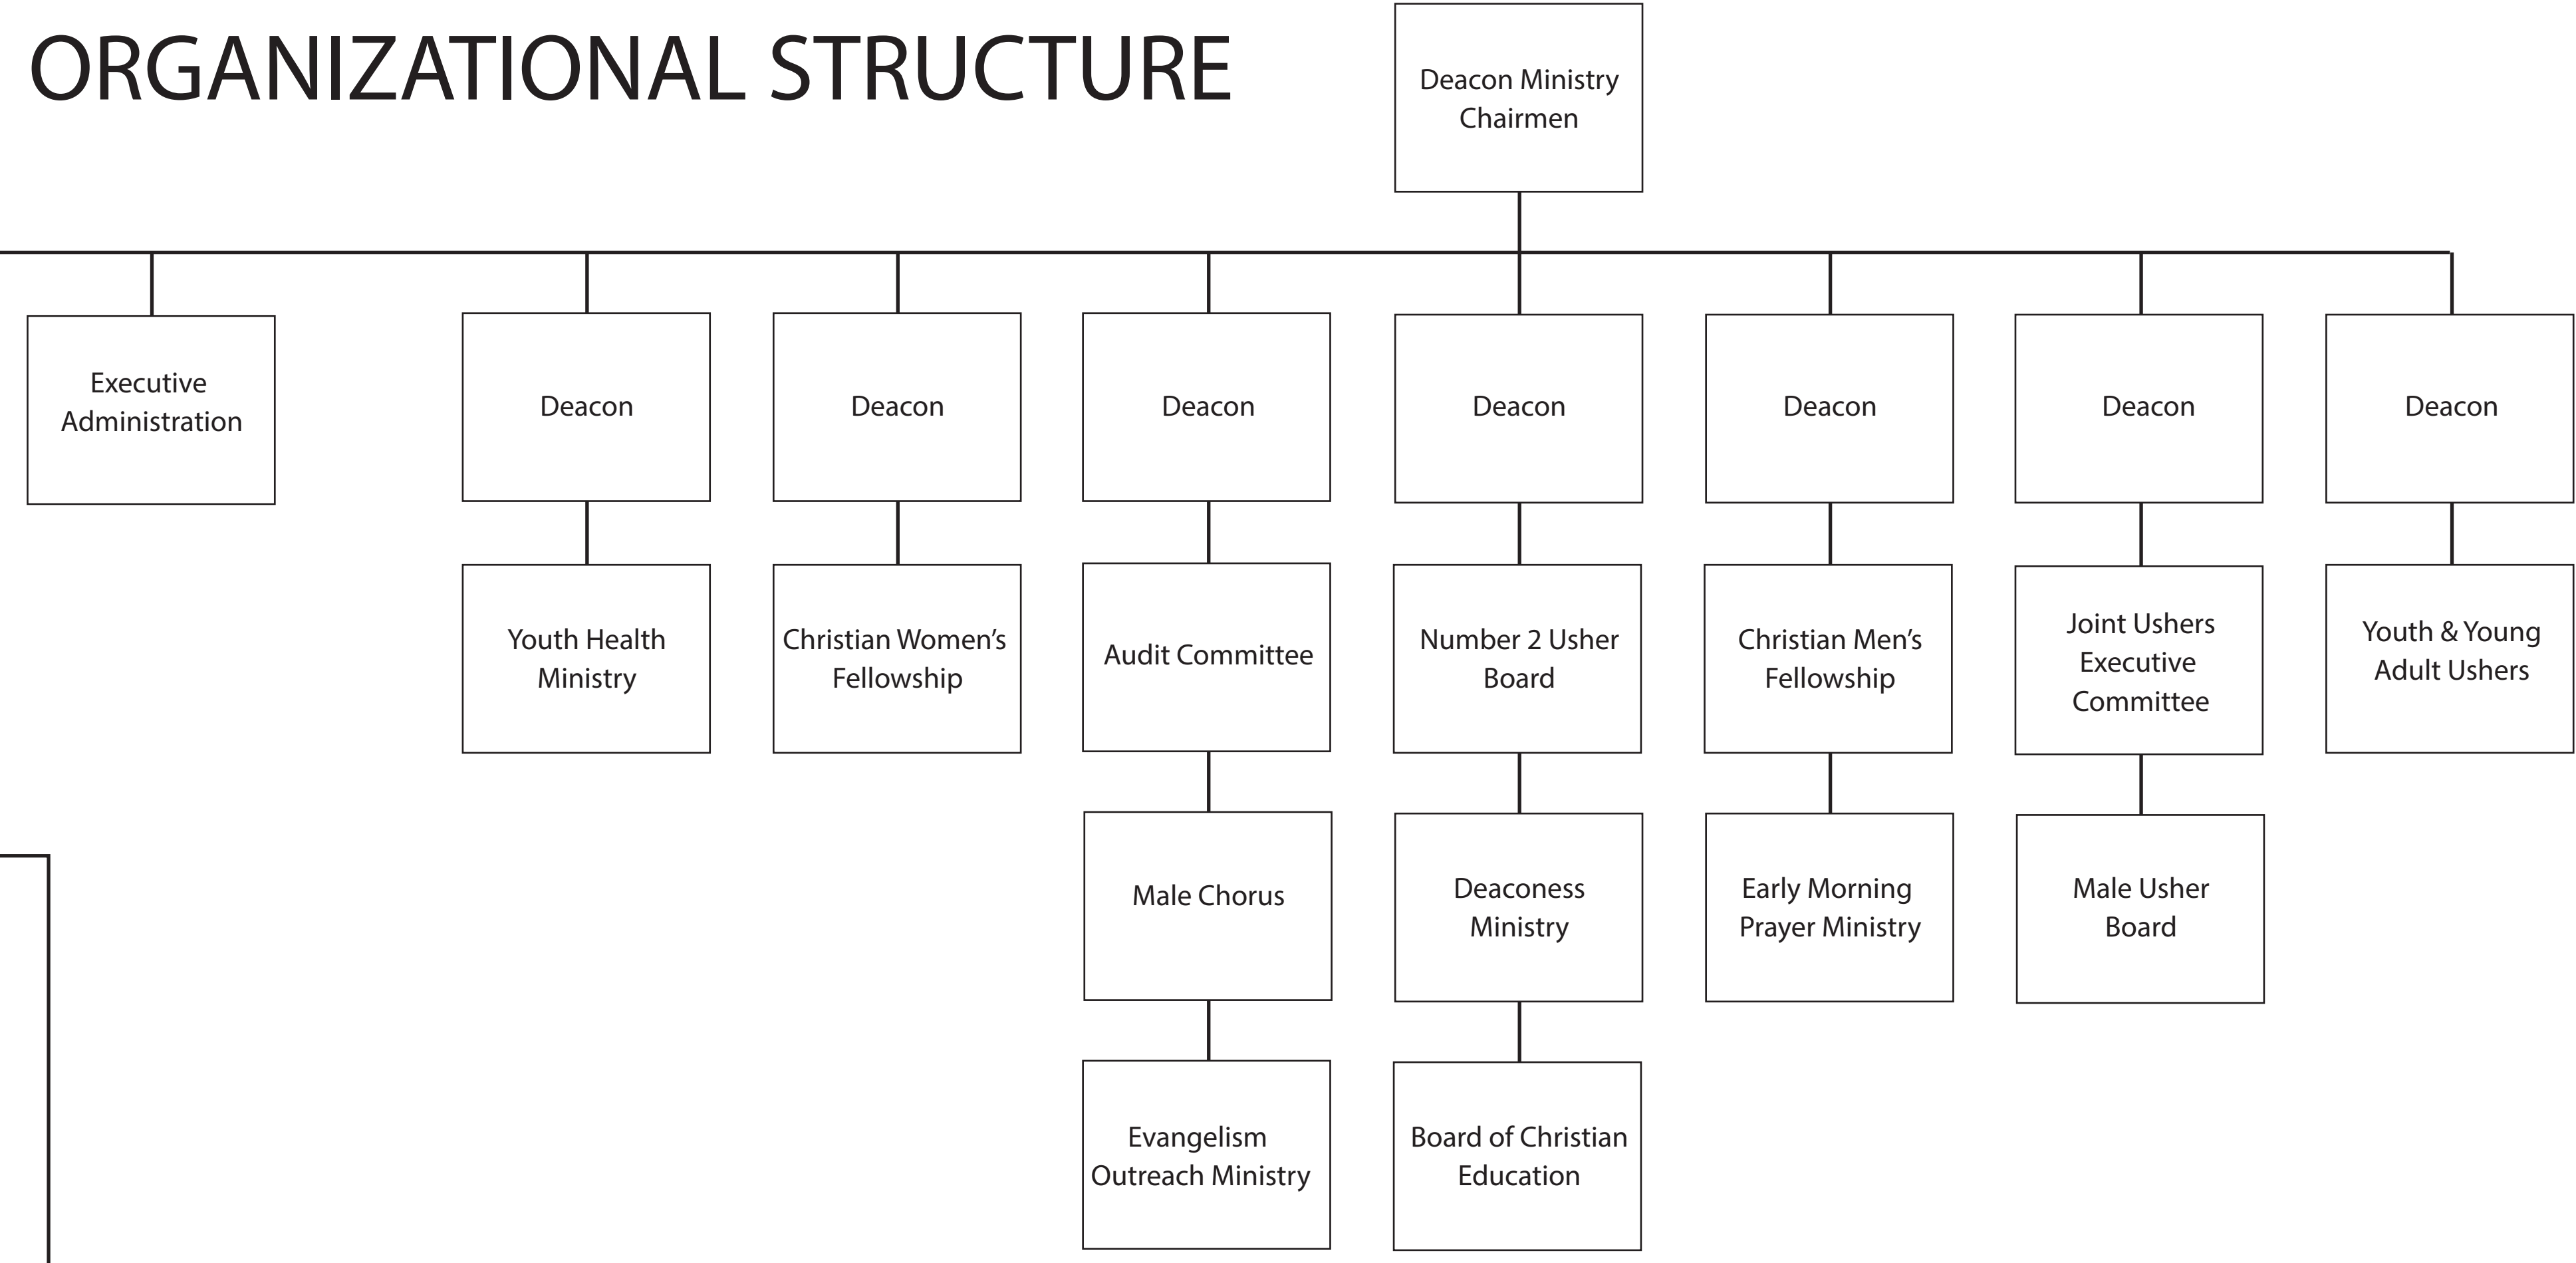 ORGANIZATIONAL STRUCTURE
Deacon Ministry
Chairmen
Executive
Administration
Deacon
Deacon
Deacon
Deacon
Deacon
Deacon
Deacon
Youth Health
Ministry
Christian Women’s
Fellowship
Audit Committee
Number 2 Usher
Board
Christian Men’s
Fellowship
Joint Ushers
Executive
Committee
Youth & Young
Adult Ushers
Male Chorus
Deaconess
Ministry
Early Morning
Prayer Ministry
Male Usher
Board
Evangelism
Outreach Ministry
Board of Christian
Education